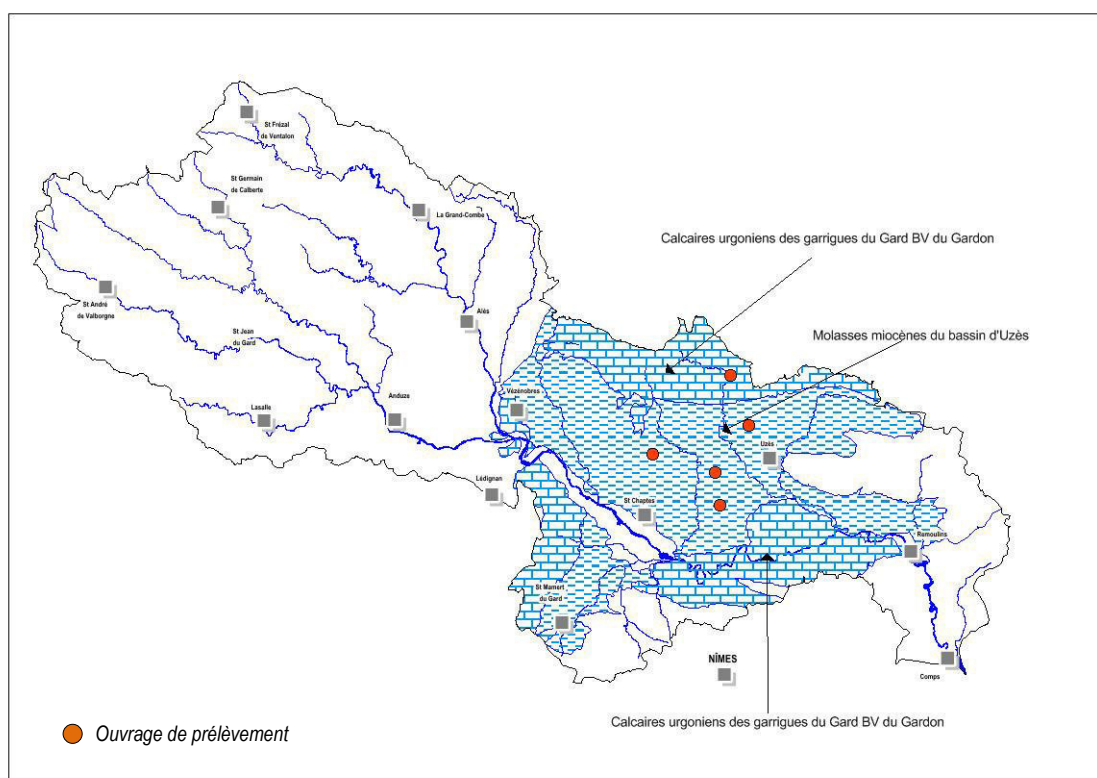 St Frézal
de Ventalon
St Germain
de Calberte
La Grand-Combe
Calcaires urgoniens des garrigues du Gard BV du Gardon
St André
de Valborgne
Alès
St Jean
du Gard
Molasses miocènes du bassin d'Uzès
Vézénobres
Lasalle
Anduze
Uzès
Lédignan
St Chaptes
Remoulins
St Mamert
du Gard
NÎMES
Comps
Calcaires urgoniens des garrigues du Gard BV du Gardon
Ouvrage de prélèvement